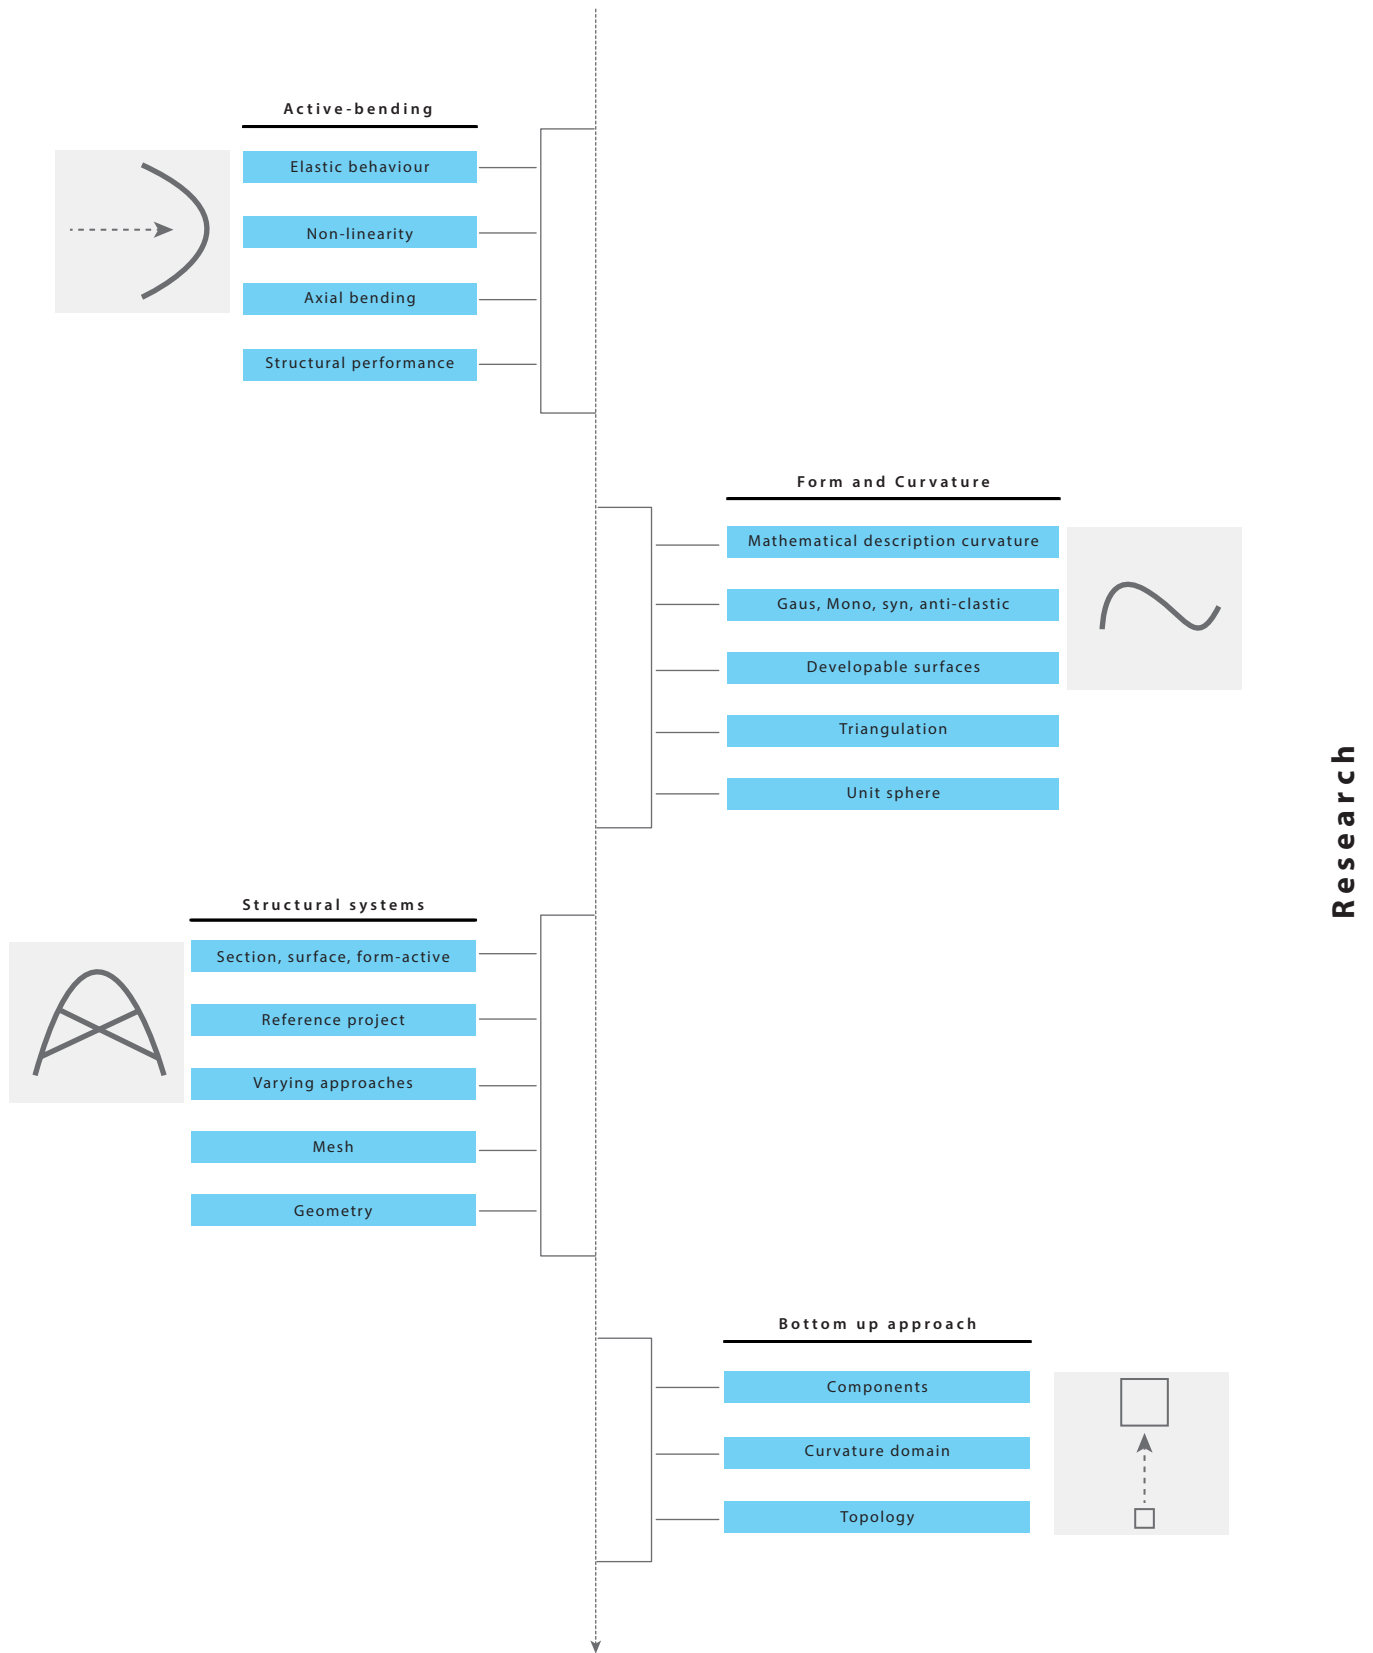 Active-bending
Elastic behaviour
Non-linearity
Axial bending
Structural performance
Form and Curvature
Mathematical description curvature
Gaus, Mono, syn, anti-clastic
Developable surfaces
Triangulation
Unit sphere
Research
Structural systems
Section, surface, form-active
Reference project
Varying approaches
Mesh
Geometry
Bottom up approach
Components
Curvature domain
Topology